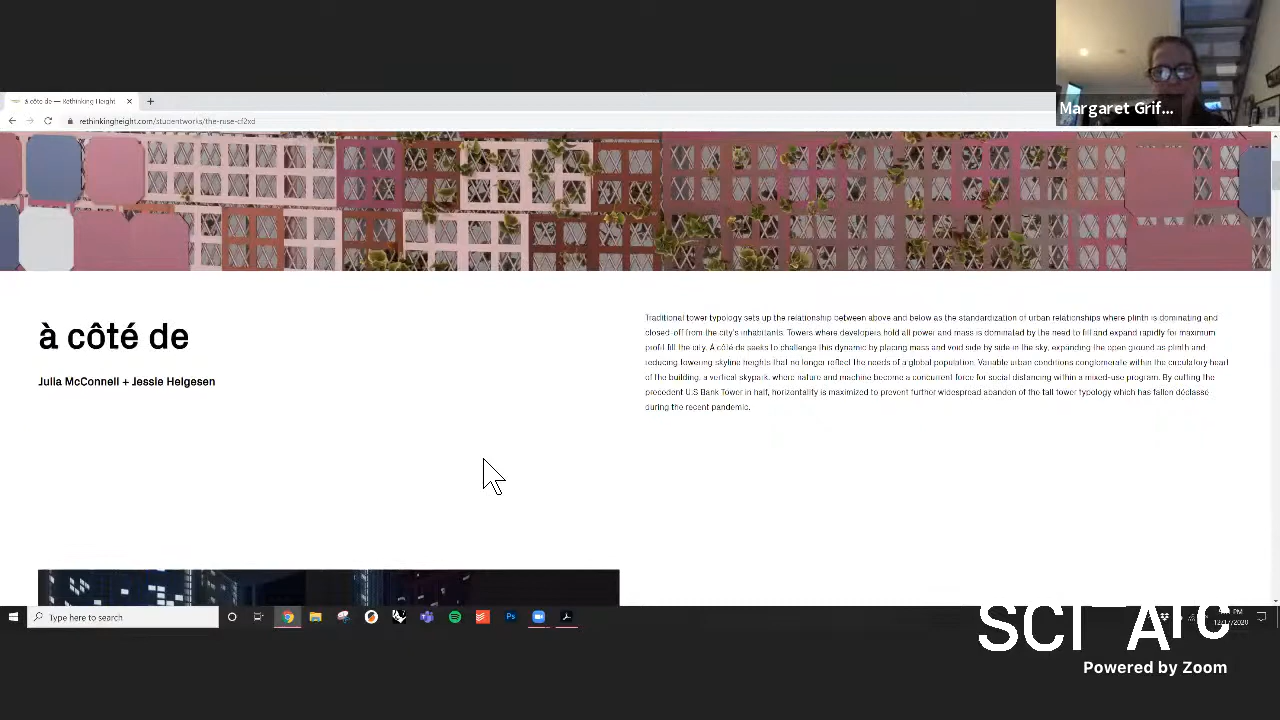 Margaret Grif...
à côté de — Rethinking Height
rethinkingheight.com/studentworks/the-ruse-cf2xd
à côté de
Julia McConnell + Jessie Helgesen
Traditional tower typology sets up the relationship between above and below as the standardization of urban relationships where plinth is dominating and
closed-off from the city's inhabitants. Towers where developers hold all power and mass is dominated by the need to fill and expand rapidly for maximum
profit-fill the city. À côté de seeks to challenge this dynamic by placing mass and void side by side in the sky, expanding the open ground as plinth and
reducing towering skyline heights that no longer reflect the needs of a global population. Variable urban conditions conglomerate within the circulatory heart
of the building, a vertical skypark, where nature and machine become a concurrent force for social distancing within a mixed-use program. By cutting the
precedent U.S Bank Tower in half, horizontality is maximized to prevent further widespread abandon of the tall tower typology which has fallen déclassé
during the recent pandemic.
Type here to search
Ps
PM
12/17/2020
SCI Arc
Powered by Zoom